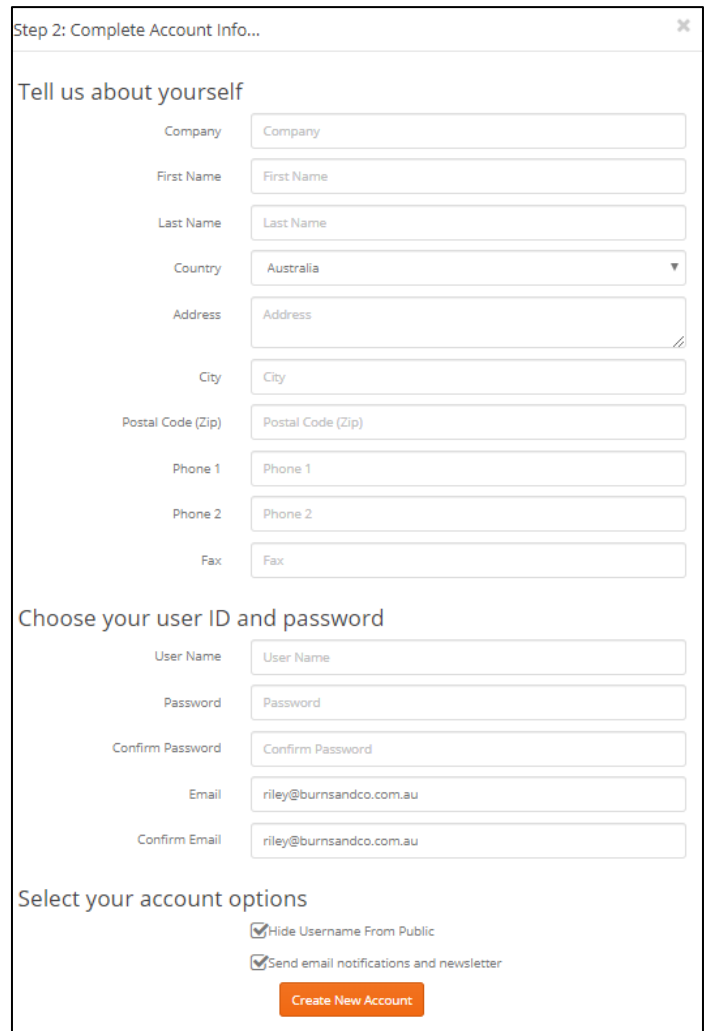 Step 2: Complete Account Info...
Tell us about yourself
Company Company
First Name First Name
Last Name Last Name
Country Australia
Address Address
City City
Postal Code (Zip) Postal Code (Zip)
Phone 1 Phone 1
Phone 2 Phone 2
Fax Fax
Choose your user ID and password
User Name User Name
Password Password
Confirm Password Confirm Password
Email riley@burnsandco.com.au
Confirm Email riley@burnsandco.com.au
Select your account options
Hide Username From Public
Send email notifications and newsletter
Create New Account